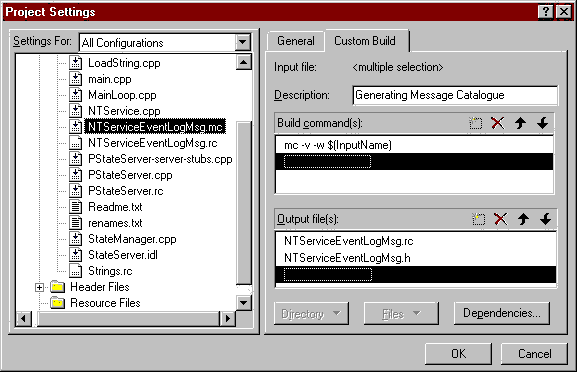 Project Settings
Settings For: All Configurations
LoadString.cpp
main.cpp
MainLoop.cpp
NTService.cpp
NTServiceEventLogMsg.mc
NTServiceEventLogMsg.rc
PStateServer-server-stubs.cpp
PStateServer.cpp
PStateServer.rc
Readme.txt
renames.txt
StateManager.cpp
StateServer.idl
Strings.rc
Header Files
Resource Files
General Custom Build
Input file: <multiple selection>
Description: Generating Message Catalogue
Build command(s):
mc -v -w $(InputName)
Output file(s):
NTServiceEventLogMsg.rc
NTServiceEventLogMsg.h
Directory Files Dependencies...
OK Cancel